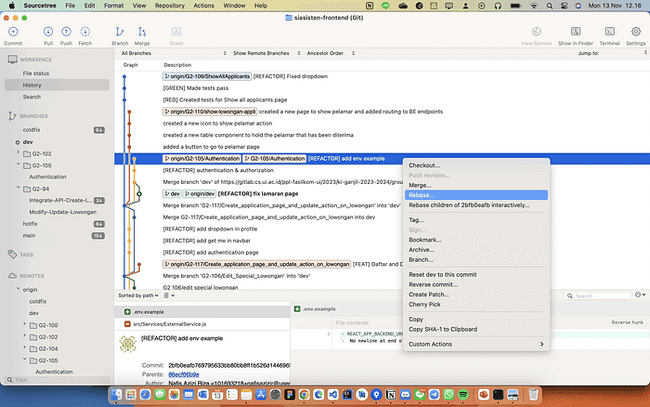 Sourcetree File Edit Format View Repository Actions Window Help Mon 13 Nov 12.16
siasisten-frontend (Git)
Commit Pull Push Fetch Branch Merge Stash View Remote Show in Finder Terminal Settings
All Branches Show Remote Branches Ancestor Order Jump to:
Graph Description
WORKSPACE
File status
History
Search
BRANCHES
coldfix
dev
G2-102
G2-105
Authentication
G2-94
Integrate-API-Create-L...
Modify-Update-Lowongan
hotfix
main
TAGS
REMOTES
origin
coldfix
dev
G2-100
G2-102
G2-104
G2-105
Authentication
Filter
origin/G2-109/ShowAllApplicants [REFACTOR] Fixed dropdown
[GREEN] Made tests pass
[RED] Created tests for Show all applicants page
origin/G2-110/show-lowongan-appli created a new page to show pelamar and added routing to BE endpoints
created a new icon to show pelamar action
created a new table component to hold the pelamar that has been diterima
added a button to go to pelamar page
origin/G2-105/Authentication G2-105/Authentication [REFACTOR] add env example
[REFACTOR] authentication & authorization
Merge branch 'dev' of https://gitlab.cs.ui.ac.id/ppl-fasilkom-ui/2023/ki-ganjil-2023-2024/grou
dev origin/dev [REFACTOR] fix lamaran page
Merge branch 'G2-117/Create_application_page_and_update_action_on_lowongan' into 'dev'
Merge G2-117/Create_application_page_and_update_action_on_lowongan into dev
[REFACTOR] add dropdown in profile
[REFACTOR] add get me in navbar
[REFACTOR] add authentication page
origin/G2-117/Create_application_page_and_update_action_on_lowongan [FEAT] Daftar and D
Merge branch 'G2-106/Edit_Special_Lowongan' into 'dev'
G2 106/edit special lowongan
Checkout...
Push revision...
Merge...
Rebase...
Rebase children of 2bfb0eafb interactively...
Tag...
Sign...
Bookmark...
Archive...
Branch...
Reset dev to this commit
Reverse commit...
Create Patch...
Cherry Pick
Copy
Copy SHA-1 to Clipboard
Custom Actions
Sorted by path Search
.env.example
src/Services/ExternalService.js
[REFACTOR] add env example
Commit: 2bfb0eafb769795633bb80bb8ff1b526d144696
Parents: 86ecf66b9e
.env.example
File contents Reverse hunk
+ REACT_APP_BACKEND_UR
No newline at end